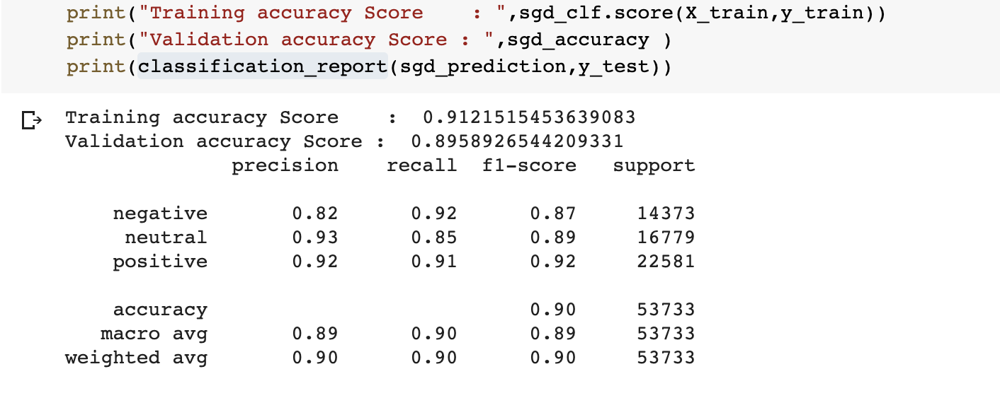 print("Training accuracy Score    : ",sgd_clf.score(X_train,y_train))
print("Validation accuracy Score : ",sgd_accuracy )
print(classification_report(sgd_prediction,y_test))
Training accuracy Score    :  0.9121515453639083
Validation accuracy Score :  0.8958926544209331
              precision    recall  f1-score   support
    negative       0.82      0.92      0.87     14373
     neutral       0.93      0.85      0.89     16779
    positive       0.92      0.91      0.92     22581
    accuracy                           0.90     53733
   macro avg       0.89      0.90      0.89     53733
weighted avg       0.90      0.90      0.90     53733